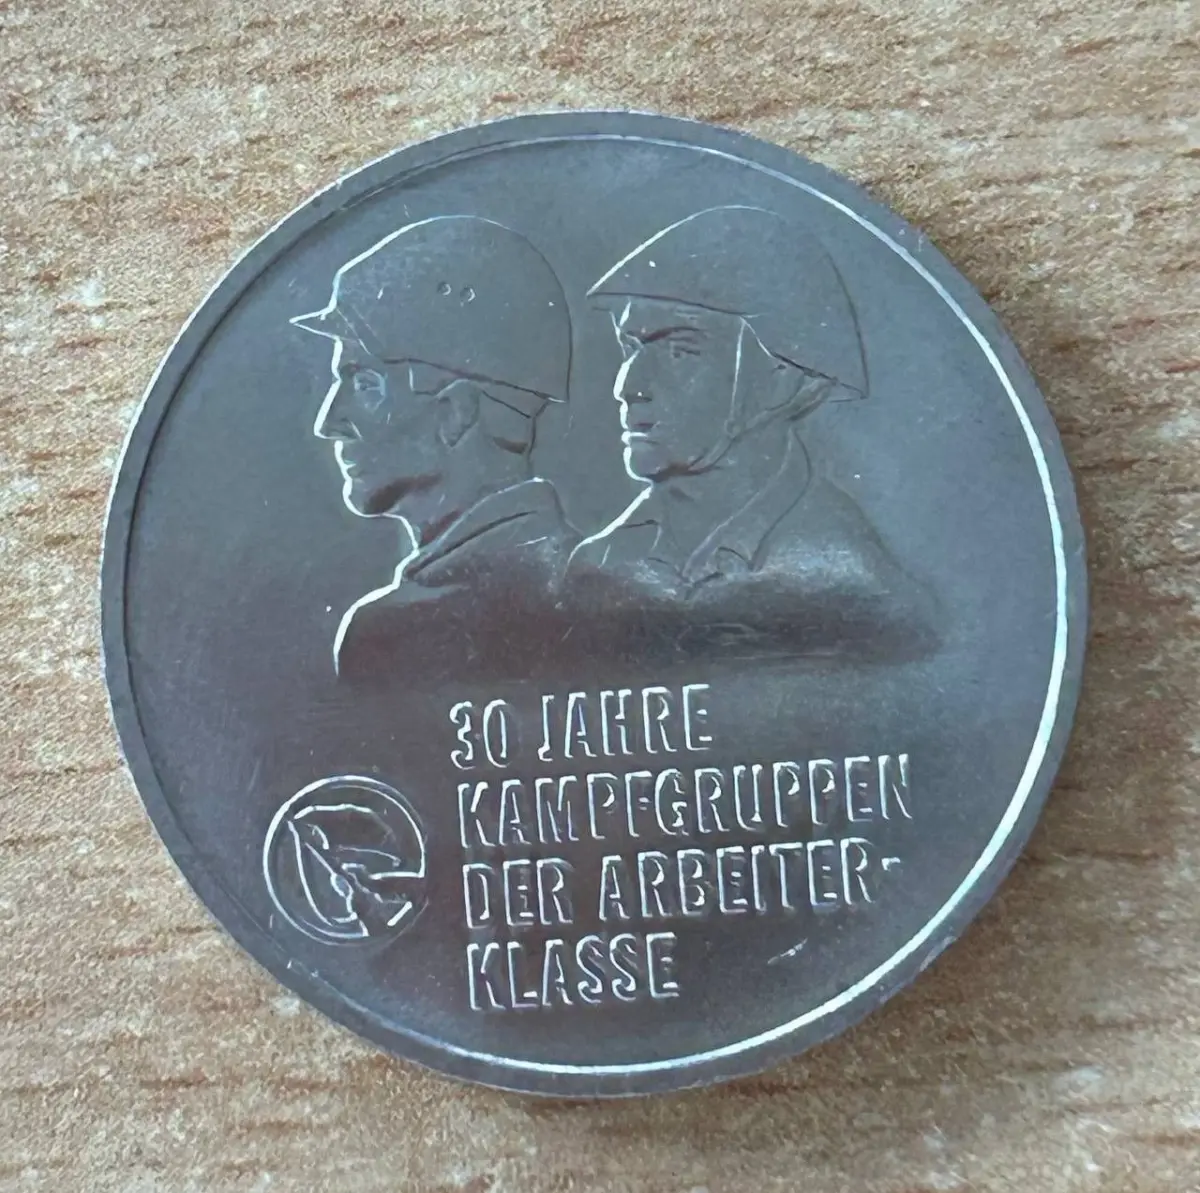 30 JAHRE
KAMPFGRUPPEN
DER ARBEITER-
KLASSE